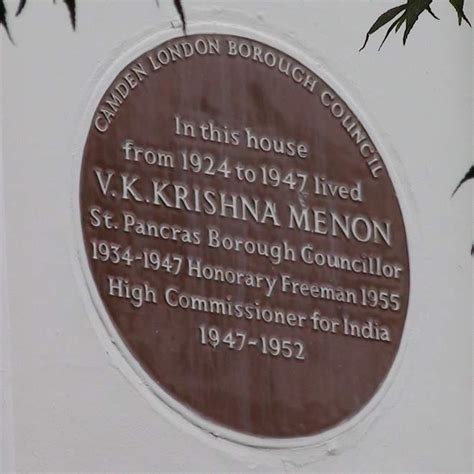 CAMDEN LONDON BOROUGH COUNCIL
In this house
from 1924 to 1947 lived
V.K.KRISHNA MENON
St. Pancras Borough Councillor
1934-1947 Honorary Freeman 1955
High Commissioner for India
1947-1952